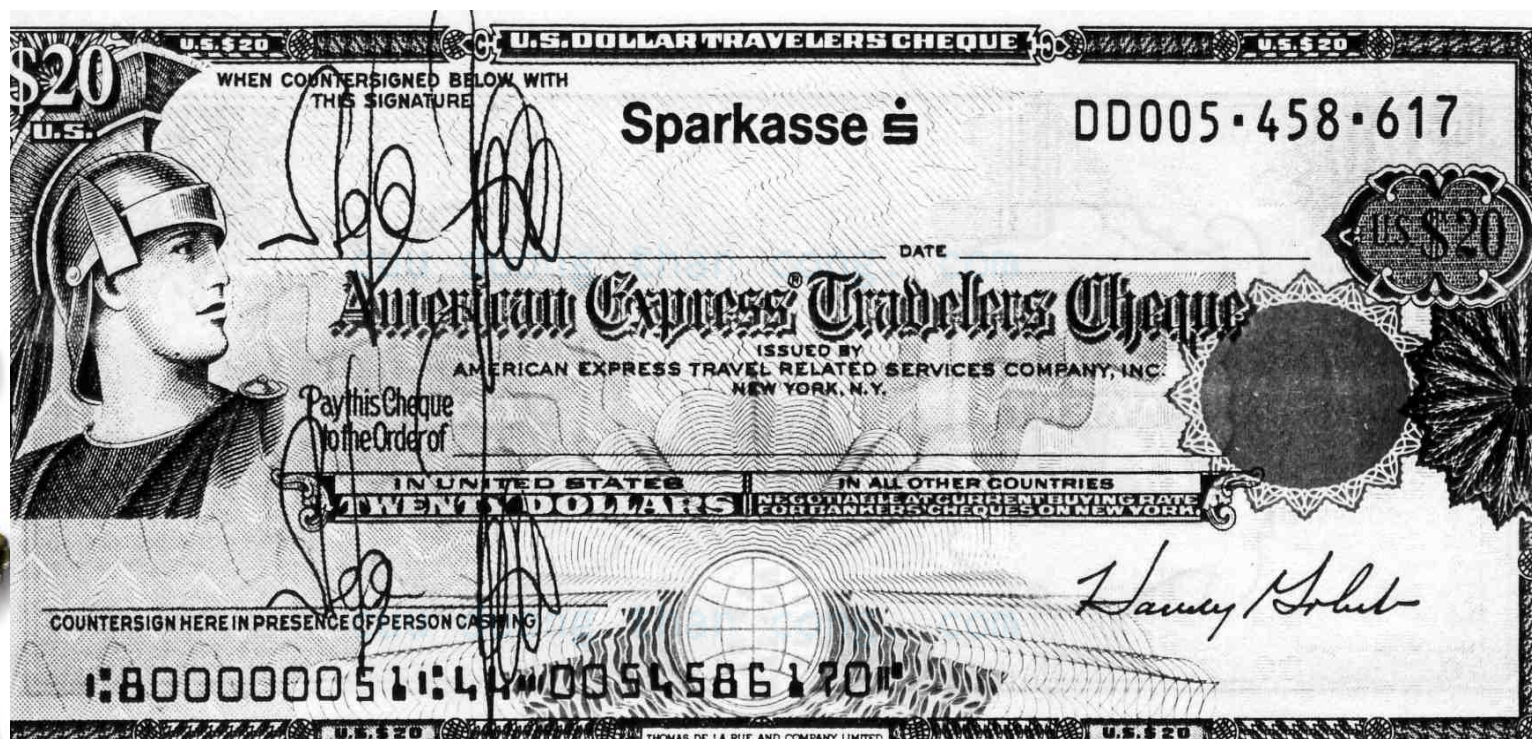 U.S.$20 U.S.DOLLAR TRAVELERS CHEQUE U.S.$20
$20
U.S.
WHEN COUNTERSIGNED BELOW WITH
THIS SIGNATURE
Sparkasse
DD005·458·617
U.S $20
DATE
American Express® Travelers Cheque
ISSUED BY
AMERICAN EXPRESS TRAVEL RELATED SERVICES COMPANY, INC.
NEW YORK, N.Y.
Pay this Cheque
to the Order of
IN UNITED STATES
TWENTY DOLLARS
IN ALL OTHER COUNTRIES
NEGOTIABLE AT CURRENT BUYING RATE
FOR BANKERS CHEQUES ON NEW YORK
COUNTERSIGN HERE IN PRESENCE OF PERSON CASHING
⑆800000051⑆44⑈0054586170⑈
U.S.$20 THOMAS DE LA RUE AND COMPANY LIMITED U.S.$20